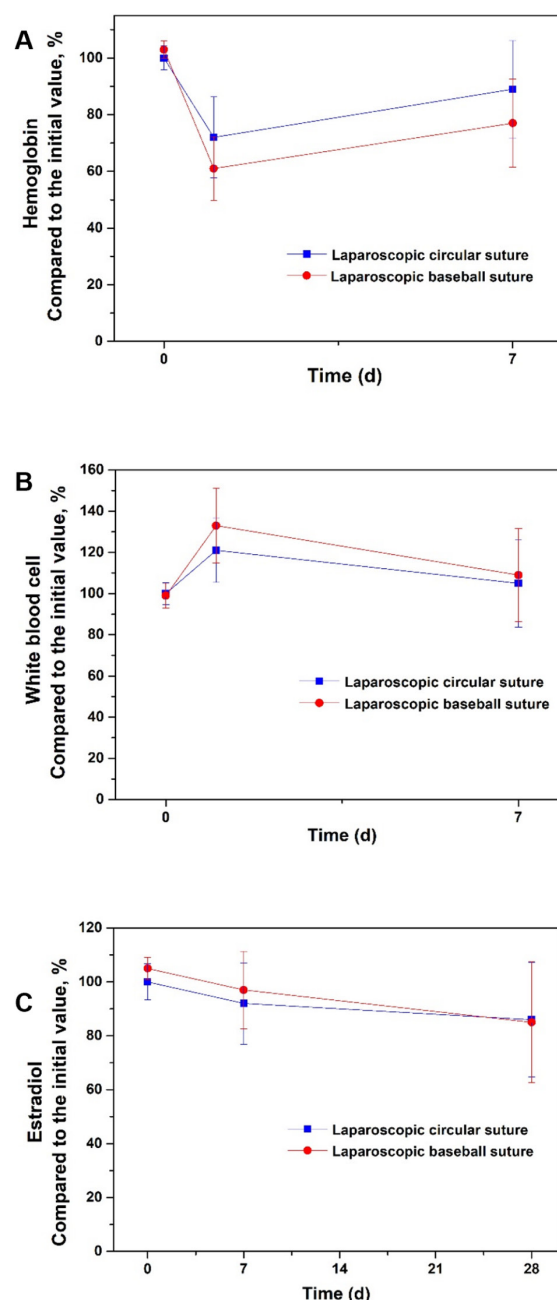 A
Hemoglobin
Compared to the initial value, %
100
80
60
40
20
0
Laparoscopic circular suture
Laparoscopic baseball suture
0
7
Time (d)
B
White blood cell
Compared to the initial value, %
160
140
120
100
80
60
40
20
0
Laparoscopic circular suture
Laparoscopic baseball suture
0
7
Time (d)
C
Estradiol
Compared to the initial value, %
120
100
80
60
40
20
0
Laparoscopic circular suture
Laparoscopic baseball suture
0
7
14
21
28
Time (d)